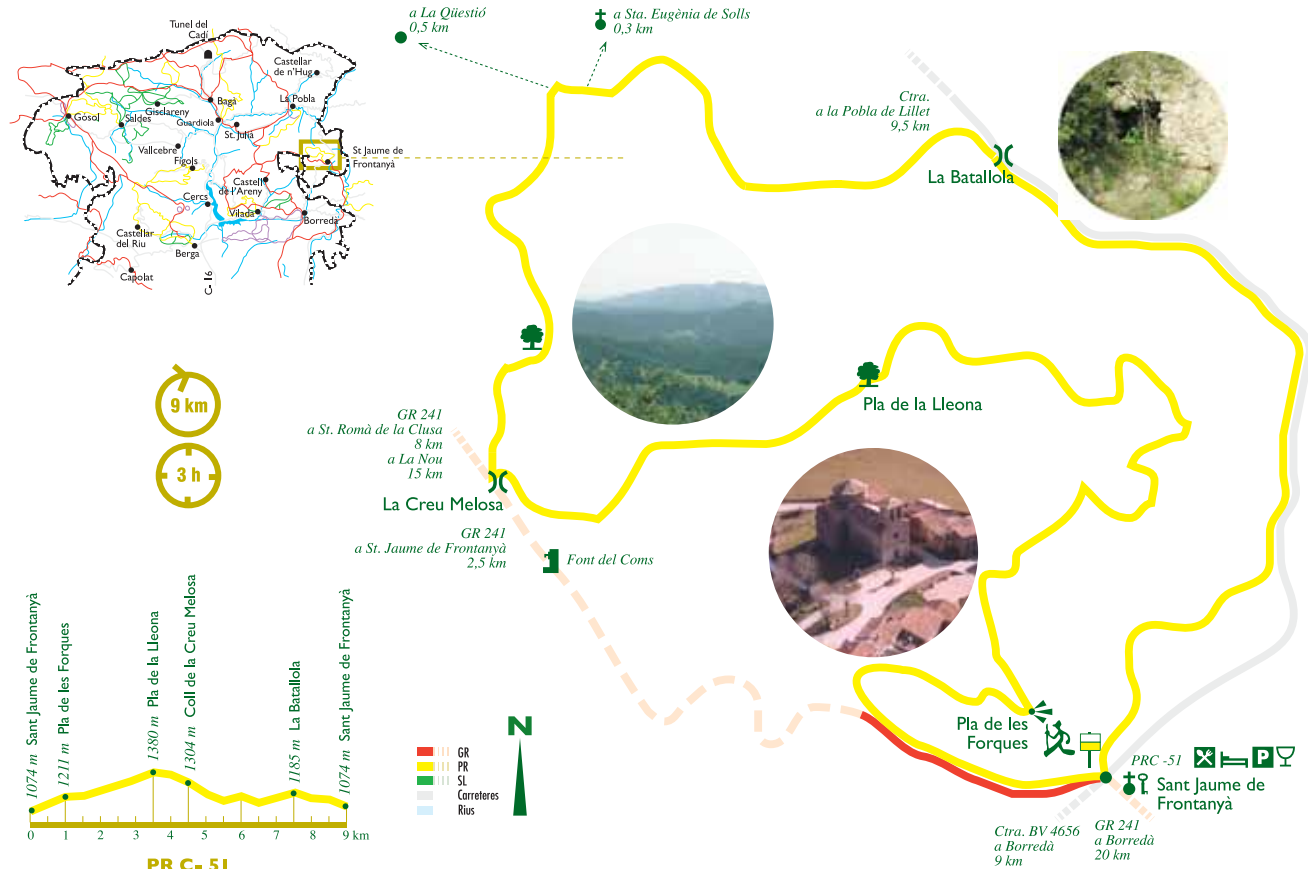 Tunel del
Cadí
Castellar
de n'Hug
Bagà
La Pobla
Gósol
Saldes
Gisclareny
Guardiola
St. Julià
Vallcebre
Fígols
St Jaume de
Frontanyà
Castell
de l'Areny
Cercs
Vilada
Borredà
Castellar
del Riu
Berga
Capolat
C- 16
a La Qüestió
0,5 km
a Sta. Eugènia de Solls
0,3 km
Ctra.
a la Pobla de Lillet
9,5 km
La Batallola
9 km
3 h
Pla de la Lleona
GR 241
a St. Romà de la Clusa
8 km
a La Nou
15 km
La Creu Melosa
GR 241
a St. Jaume de Frontanyà
2,5 km
Font del Coms
1074 m Sant Jaume de Frontanyà
1211 m Pla de les Forques
1380 m Pla de la Lleona
1304 m Coll de la Creu Melosa
1185 m La Batallola
1074 m Sant Jaume de Frontanyà
0 1 2 3 4 5 6 7 8 9 km
PR C- 51
GR
PR
SL
Carreteres
Rius
N
Pla de les
Forques
PRC -51
P
Sant Jaume de
Frontanyà
Ctra. BV 4656
a Borredà
9 km
GR 241
a Borredà
20 km